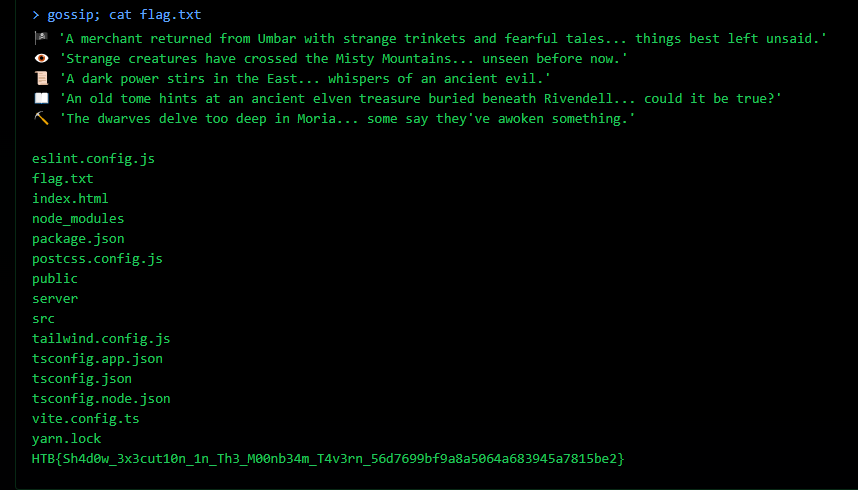 > gossip; cat flag.txt
🏴‍☠️ 'A merchant returned from Umbar with strange trinkets and fearful tales... things best left unsaid.'
👁️ 'Strange creatures have crossed the Misty Mountains... unseen before now.'
📜 'A dark power stirs in the East... whispers of an ancient evil.'
📖 'An old tome hints at an ancient elven treasure buried beneath Rivendell... could it be true?'
⛏️ 'The dwarves delve too deep in Moria... some say they've awoken something.'
eslint.config.js
flag.txt
index.html
node_modules
package.json
postcss.config.js
public
server
src
tailwind.config.js
tsconfig.app.json
tsconfig.json
tsconfig.node.json
vite.config.ts
yarn.lock
HTB{Sh4d0w_3x3cut10n_1n_Th3_M00nb34m_T4v3rn_56d7699bf9a8a5064a683945a7815be2}